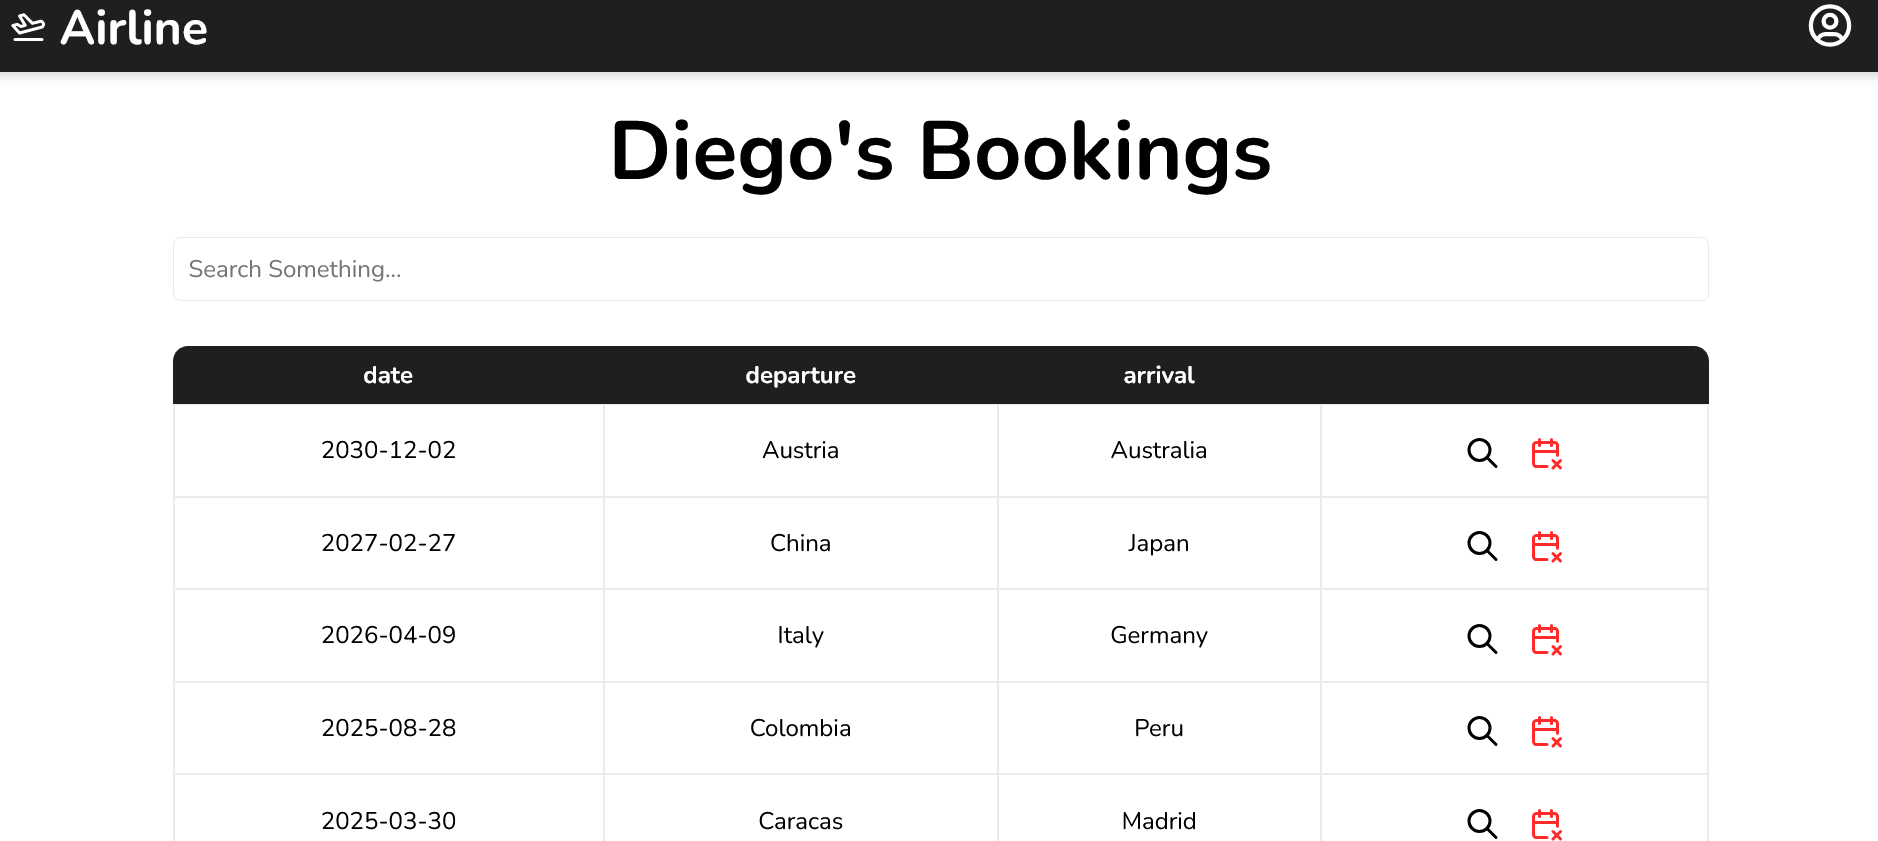 Airline
Diego's Bookings
Search Something...
date departure arrival
2030-12-02 Austria Australia
2027-02-27 China Japan
2026-04-09 Italy Germany
2025-08-28 Colombia Peru
2025-03-30 Caracas Madrid